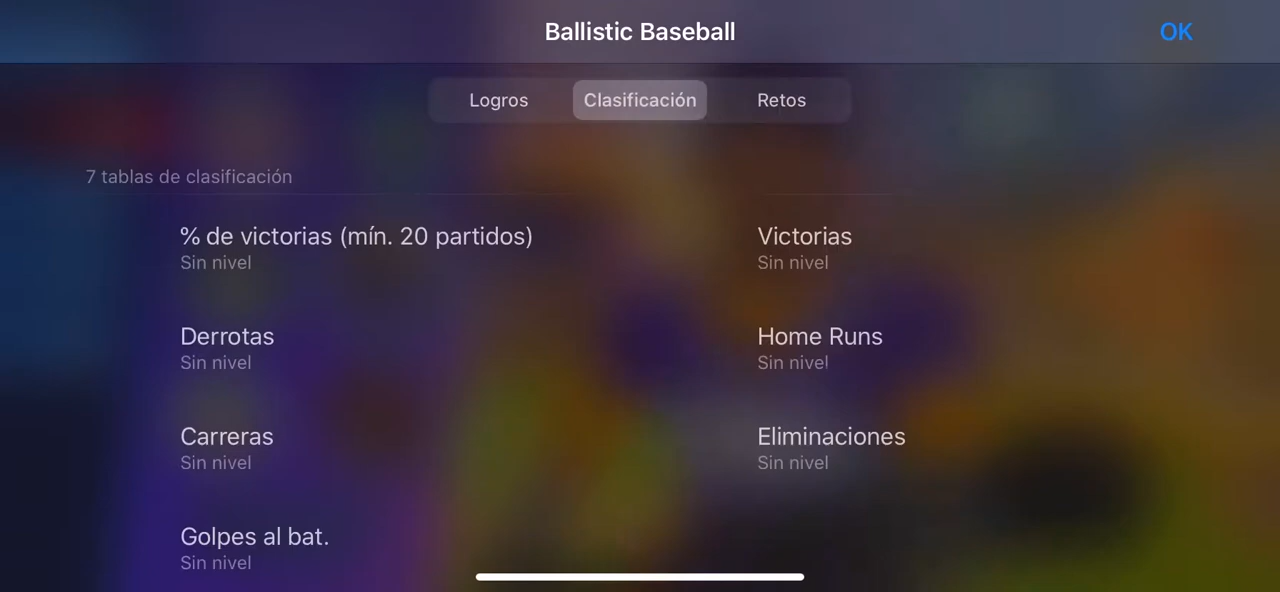 Ballistic Baseball
OK
Logros
Clasificación
Retos
7 tablas de clasificación
% de victorias (mín. 20 partidos)
Sin nivel
Victorias
Sin nivel
Derrotas
Sin nivel
Home Runs
Sin nivel
Carreras
Sin nivel
Eliminaciones
Sin nivel
Golpes al bat.
Sin nivel